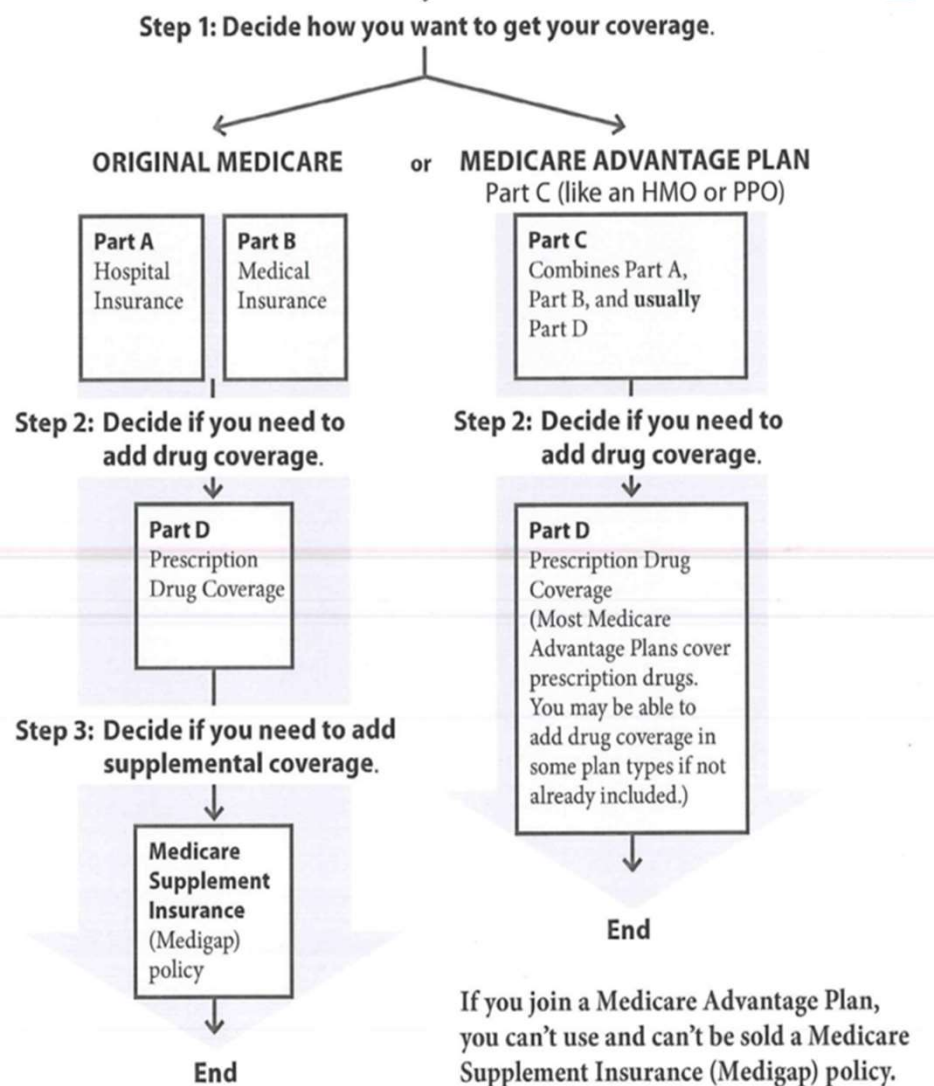 Step 1: Decide how you want to get your coverage.
ORIGINAL MEDICARE
or
MEDICARE ADVANTAGE PLAN
Part C (like an HMO or PPO)
Part A
Hospital
Insurance
Part B
Medical
Insurance
Part C
Combines Part A,
Part B, and usually
Part D
Step 2: Decide if you need to
add drug coverage.
Part D
Prescription
Drug Coverage
Step 3: Decide if you need to add
supplemental coverage.
Medicare
Supplement
Insurance
(Medigap)
policy
End
Step 2: Decide if you need to
add drug coverage.
Part D
Prescription Drug
Coverage
(Most Medicare
Advantage Plans cover
prescription drugs.
You may be able to
add drug coverage in
some plan types if not
already included.)
End
If you join a Medicare Advantage Plan,
you can't use and can't be sold a Medicare
Supplement Insurance (Medigap) policy.